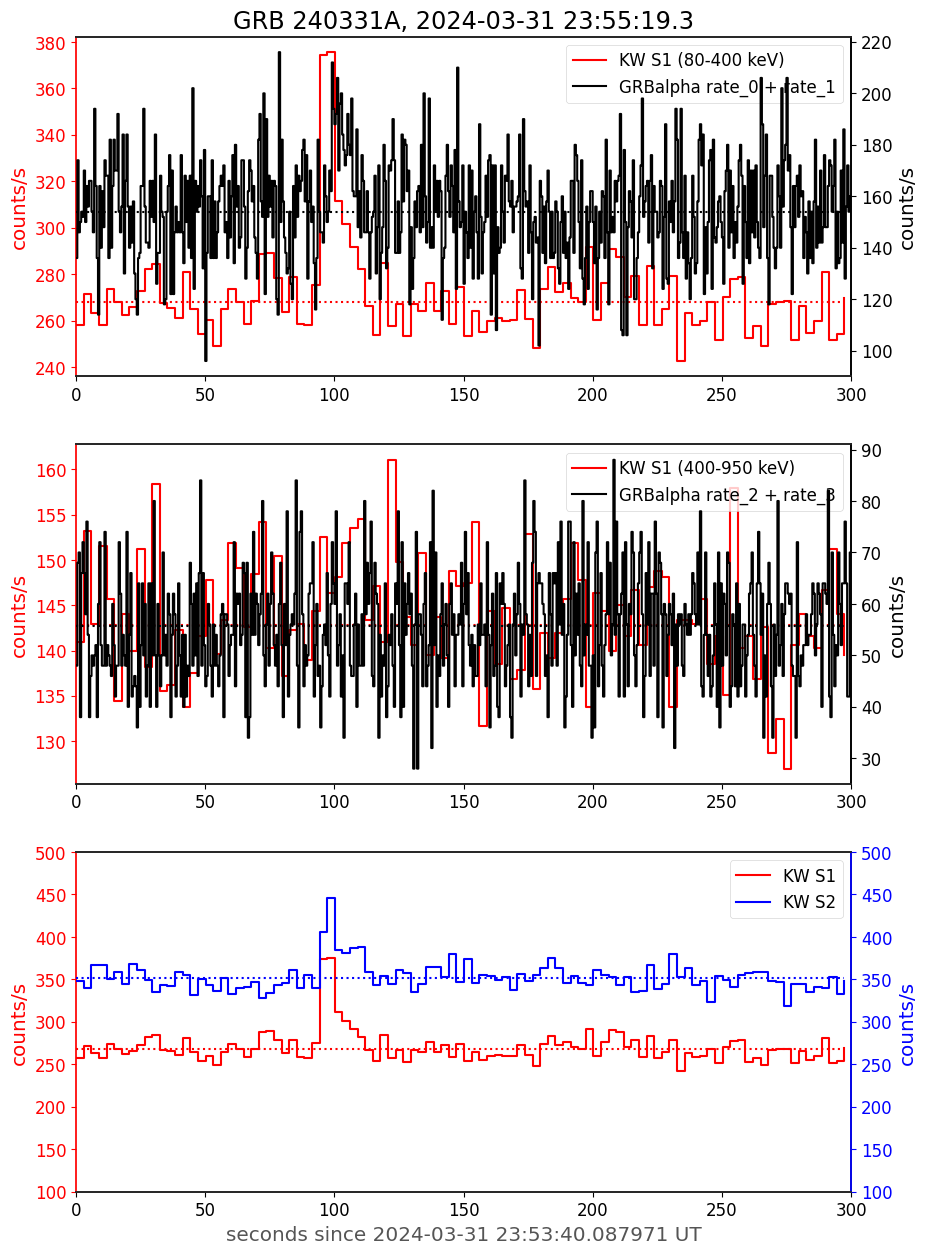 GRB 240331A, 2024-03-31 23:55:19.3
380
360
340
320
300
280
260
240
counts/s
KW S1 (80-400 keV)
GRBalpha rate_0 + rate_1
220
200
180
160
140
120
100
counts/s
0 50 100 150 200 250 300
160
155
150
145
140
135
130
counts/s
KW S1 (400-950 keV)
GRBalpha rate_2 + rate_3
90
80
70
60
50
40
30
counts/s
0 50 100 150 200 250 300
500
450
400
350
300
250
200
150
100
counts/s
KW S1
KW S2
500
450
400
350
300
250
200
150
100
counts/s
0 50 100 150 200 250 300
seconds since 2024-03-31 23:53:40.087971 UT